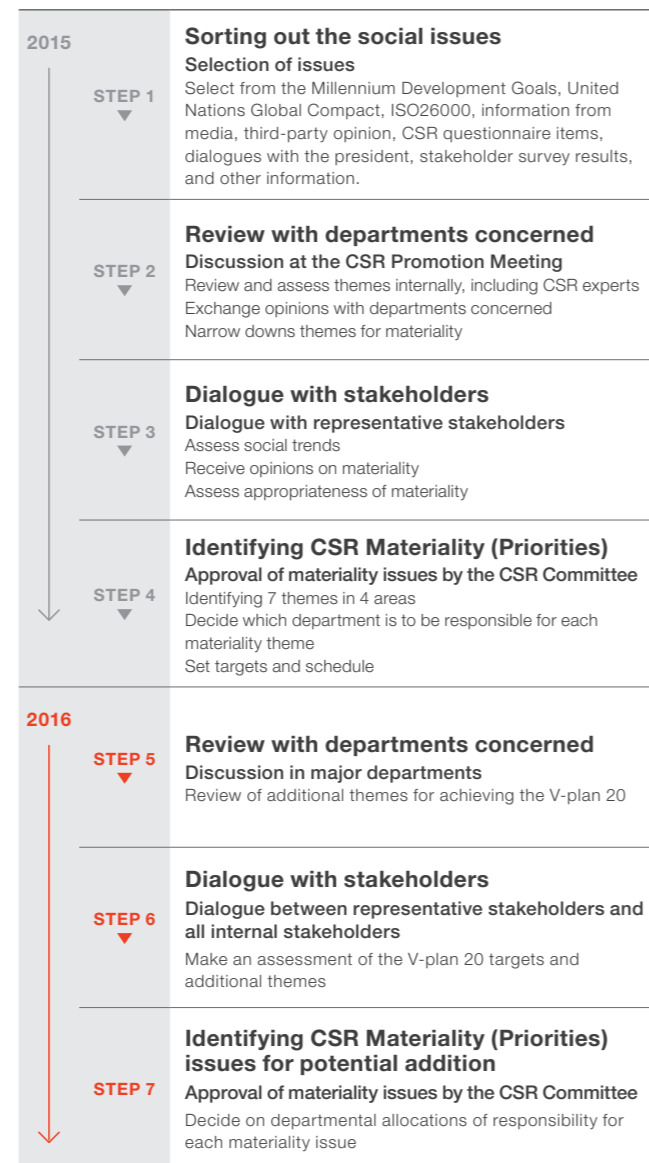 2015
STEP 1
Sorting out the social issues
Selection of issues
Select from the Millennium Development Goals, United
Nations Global Compact, ISO26000, information from
media, third-party opinion, CSR questionnaire items,
dialogues with the president, stakeholder survey results,
and other information.
STEP 2
Review with departments concerned
Discussion at the CSR Promotion Meeting
Review and assess themes internally, including CSR experts
Exchange opinions with departments concerned
Narrow downs themes for materiality
STEP 3
Dialogue with stakeholders
Dialogue with representative stakeholders
Assess social trends
Receive opinions on materiality
Assess appropriateness of materiality
STEP 4
Identifying CSR Materiality (Priorities)
Approval of materiality issues by the CSR Committee
Identifying 7 themes in 4 areas
Decide which department is to be responsible for each
materiality theme
Set targets and schedule
2016
STEP 5
Review with departments concerned
Discussion in major departments
Review of additional themes for achieving the V-plan 20
STEP 6
Dialogue with stakeholders
Dialogue between representative stakeholders and
all internal stakeholders
Make an assessment of the V-plan 20 targets and
additional themes
STEP 7
Identifying CSR Materiality (Priorities)
issues for potential addition
Approval of materiality issues by the CSR Committee
Decide on departmental allocations of responsibility for
each materiality issue